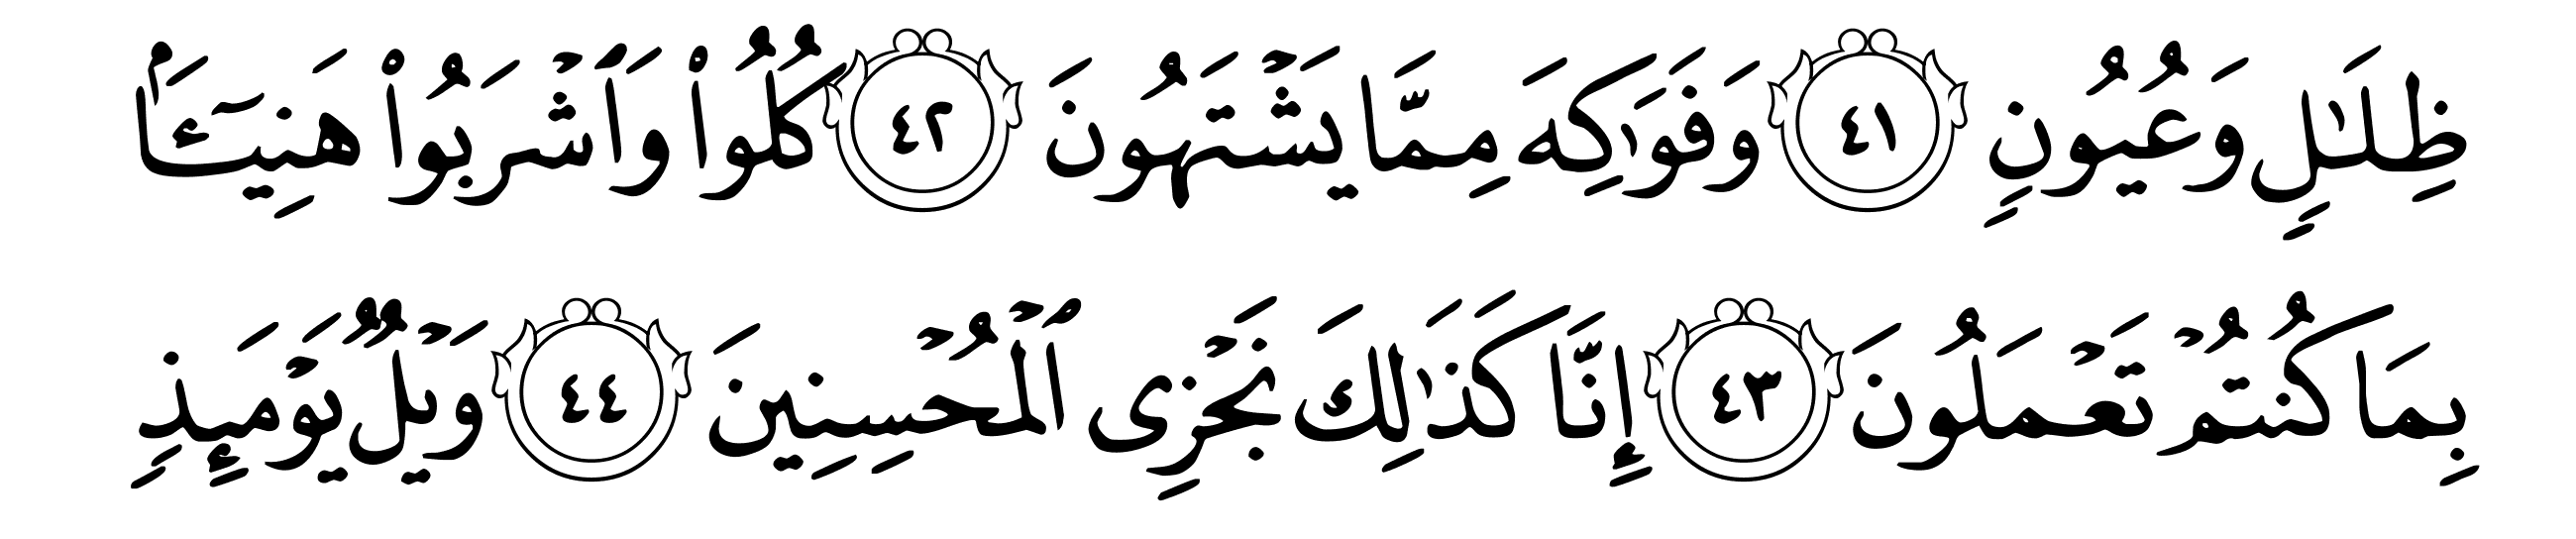 ظِلَـٰلٍ وَعُيُونٍ ٤١ وَفَوَٰكِهَ مِمَّا يَشْتَهُونَ ٤٢ كُلُوا۟ وَٱشْرَبُوا۟ هَنِيٓـَٔۢا
بِمَا كُنتُمْ تَعْمَلُونَ ٤٣ إِنَّا كَذَٰلِكَ نَجْزِى ٱلْمُحْسِنِينَ ٤٤ وَيْلٌ يَوْمَئِذٍ